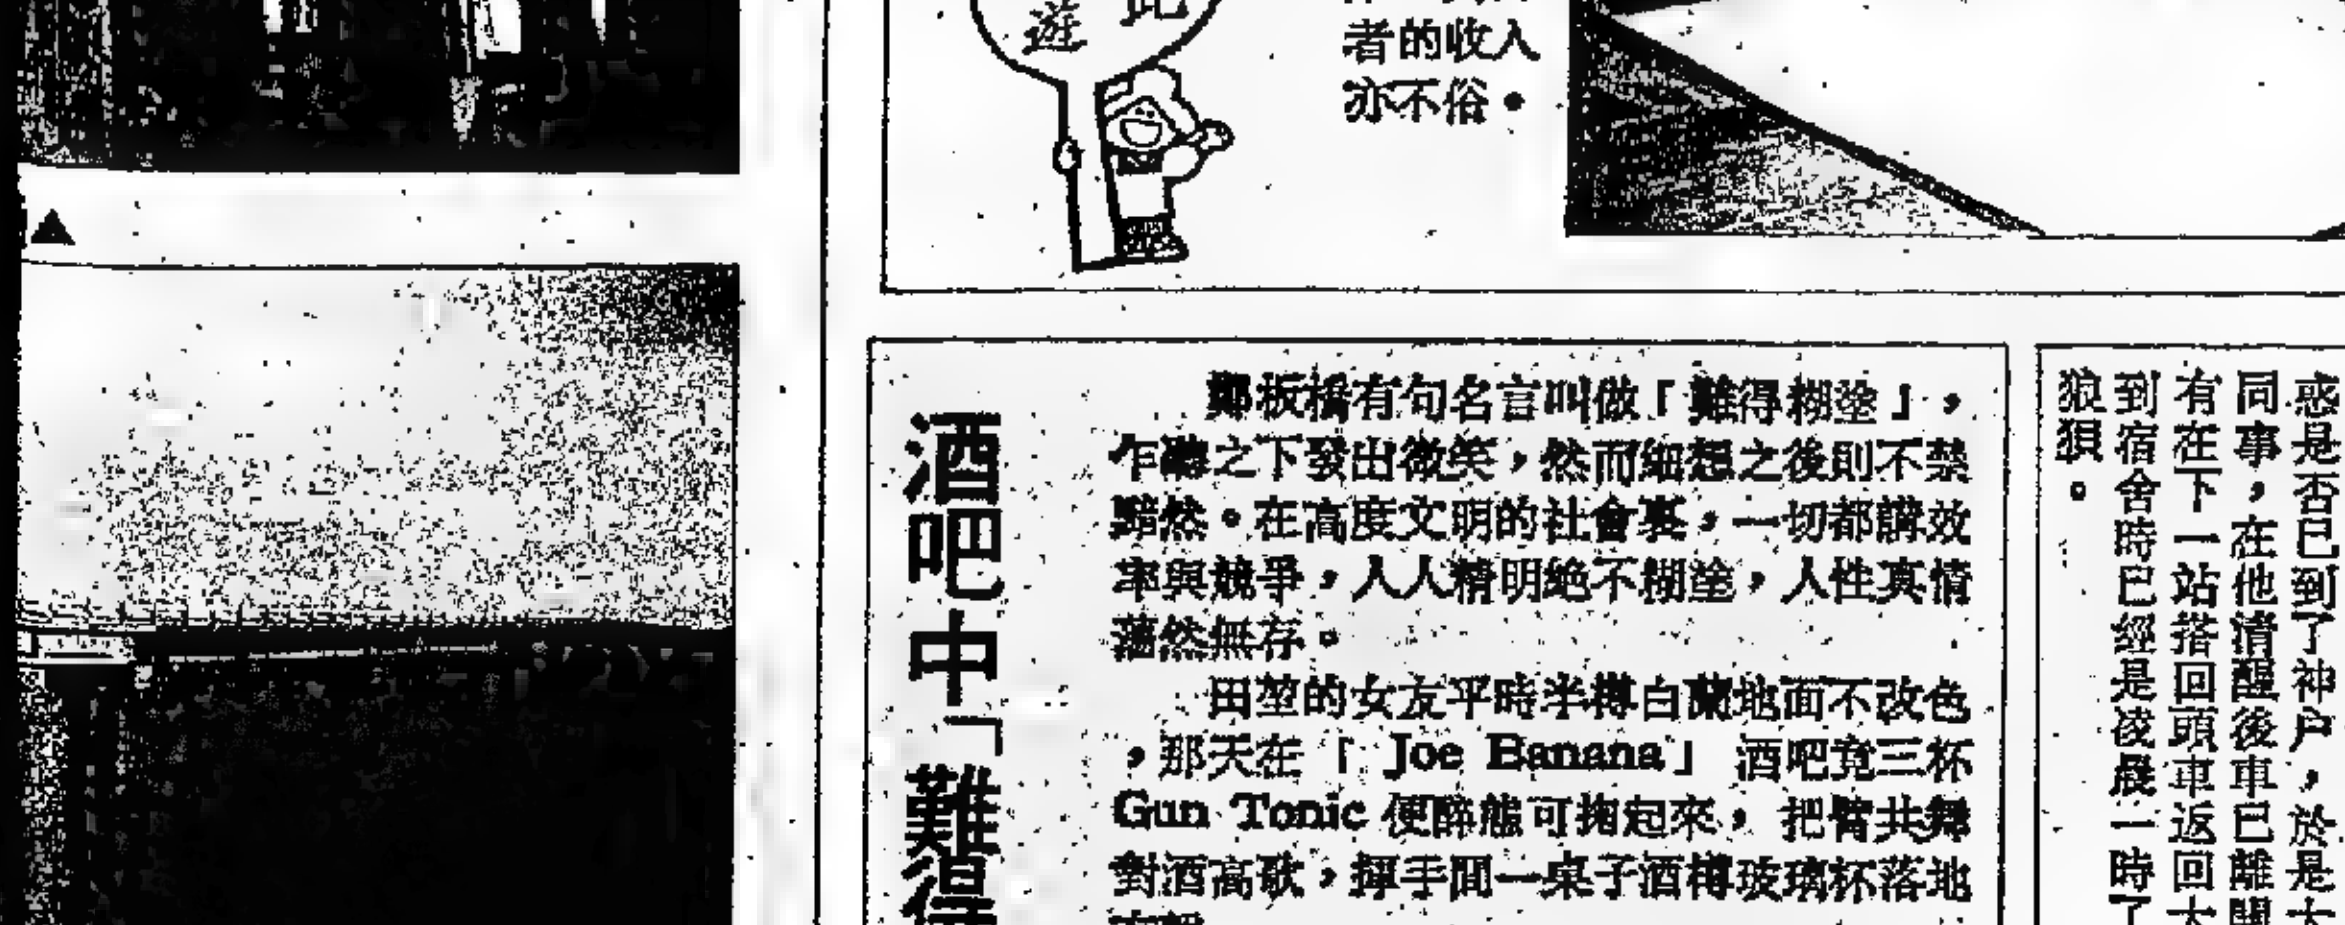 遊
者的收入
亦不俗。
酒吧中「難得
鄭板橋有句名言叫做「難得糊塗」，
乍聽之下發出微笑，然而細想之後則不禁
黯然。在高度文明的社會裏，一切都講效
率與競爭，人人精明絕不糊塗，人性真情
蕩然無存。
田堃的女友平時半樽白蘭地面不改色
，那天在「Joe Banana」酒吧竟三杯
Gun Tonic 便醉態可掬起來，把臂共舞
對酒高歌，揮手間一桌子酒樽玻璃杯落地
惑是否已到了神户，於是
同事，在他清醒後車已離開
有在下一站搭回頭車返回大
到宿舍時已經是凌晨一時了
狼狽。